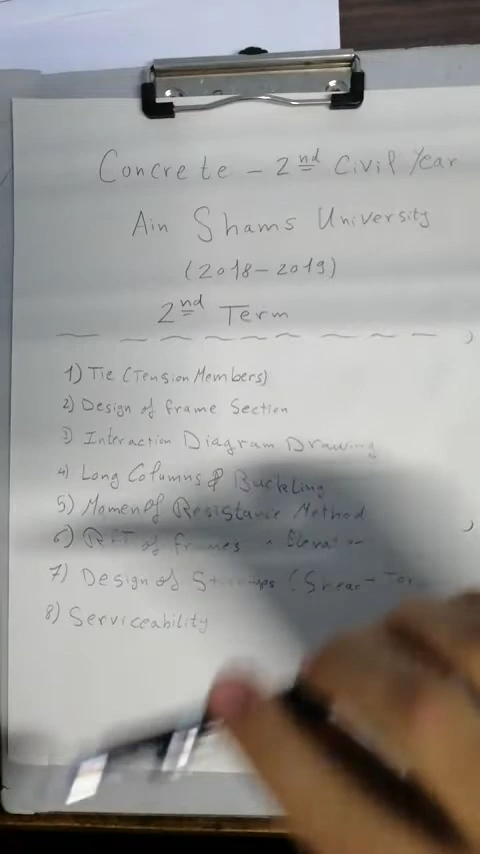 Concrete - 2nd Civil Year
Ain Shams University
(2018-2019)
2nd Term
1) Tie (Tension Members)
2) Design of Frame Section
3) Interaction Diagram Drawing
4) Long Columns & Buckling
5) Moment of Resistance Method
6) of Frames
7) Design of (Shear-
8) Serviceability